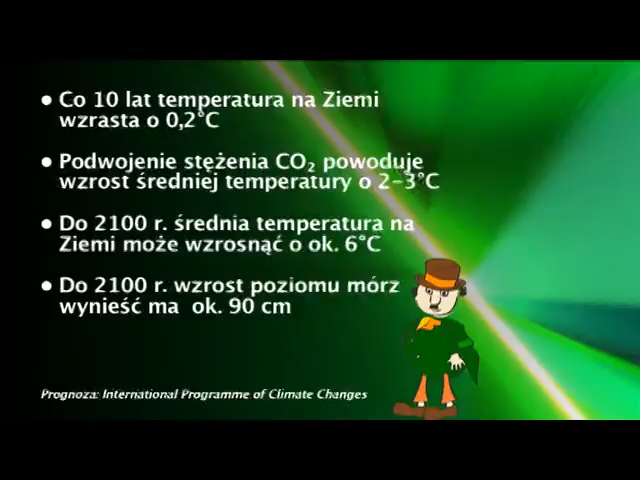 • Co 10 lat temperatura na Ziemi
wzrasta o 0,2°C
• Podwojenie stężenia CO₂ powoduje
wzrost średniej temperatury o 2-3°C
• Do 2100 r. średnia temperatura na
Ziemi może wzrosnąć o ok. 6°C
• Do 2100 r. wzrost poziomu mórz
wynieść ma ok. 90 cm
Prognoza: International Programme of Climate Changes